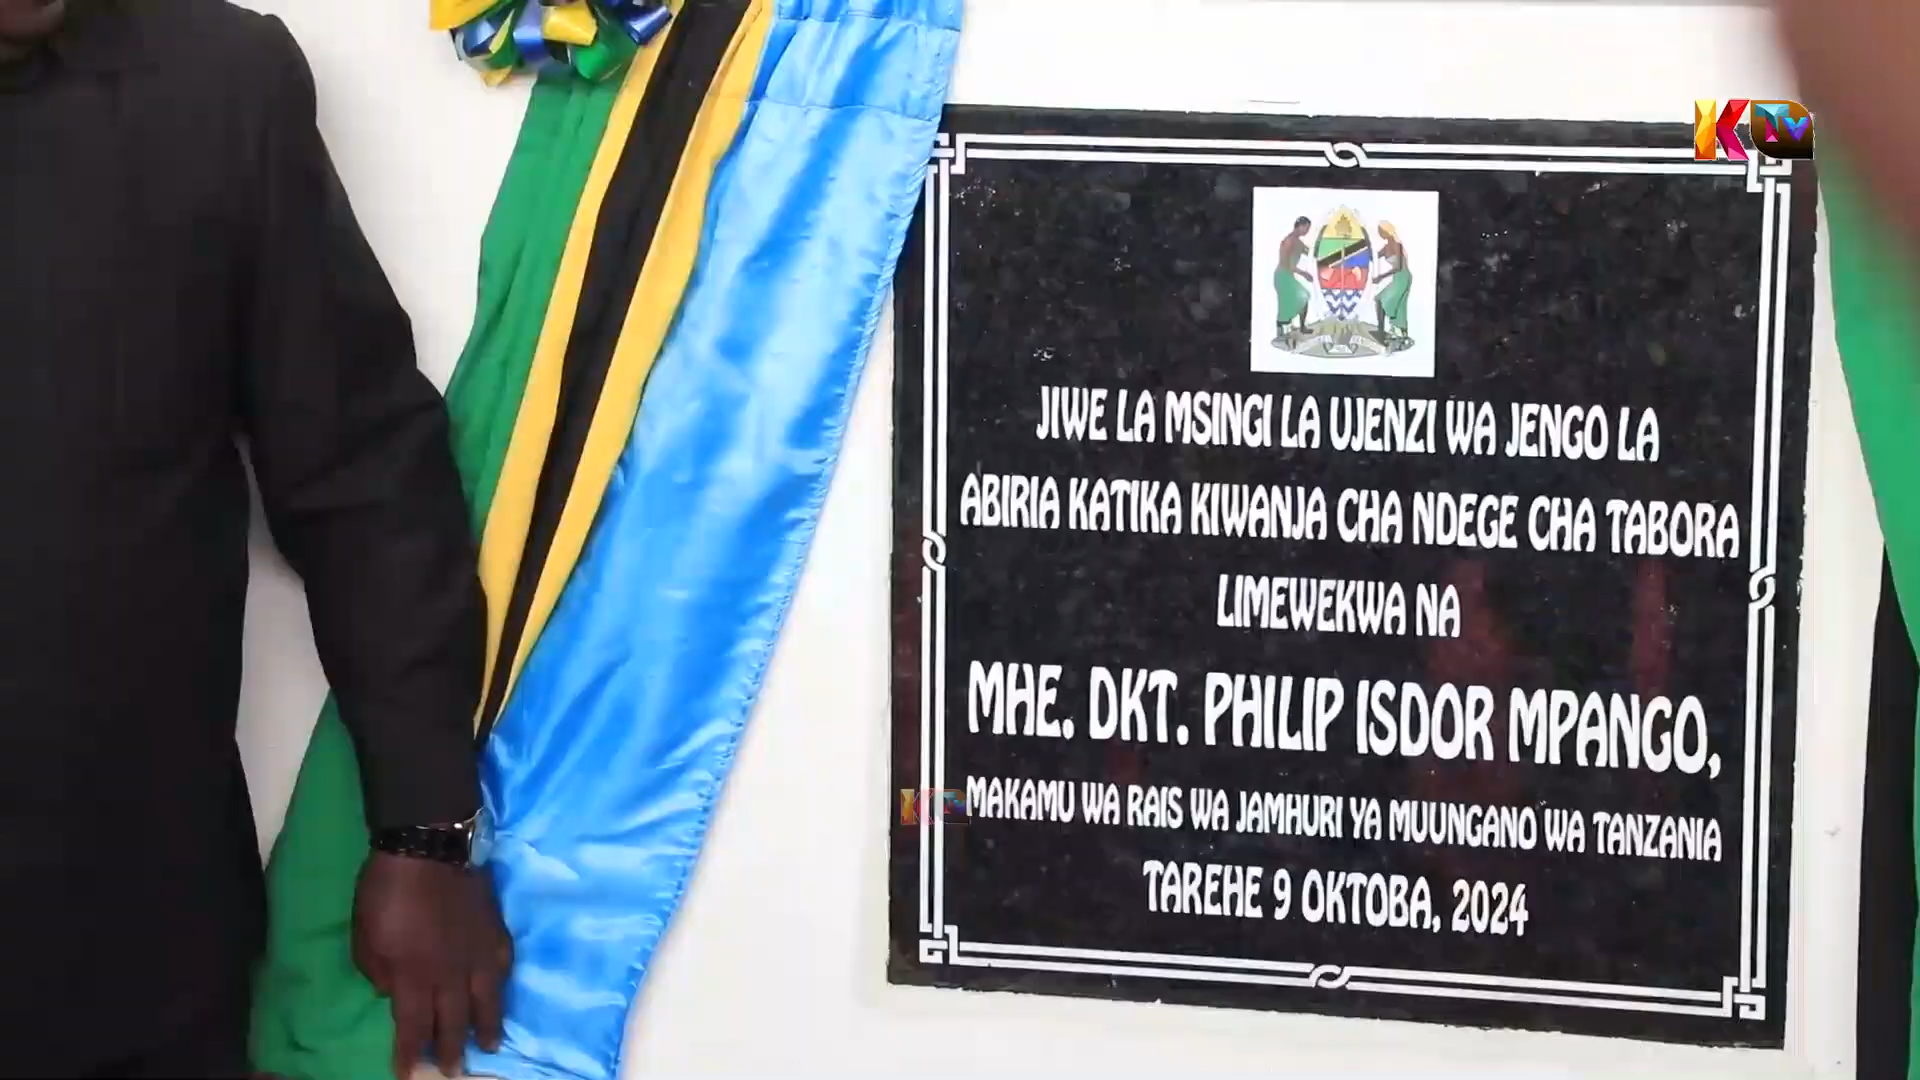 KTv
JIWE LA MSINGI LA UJENZI WA JENGO LA
ABIRIA KATIKA KIWANJA CHA NDEGE CHA TABORA
LIMEWEKWA NA
MHE. DKT. PHILIP ISDOR MPANGO,
MAKAMU WA RAIS WA JAMHURI YA MUUNGANO WA TANZANIA
TAREHE 9 OKTOBA, 2024